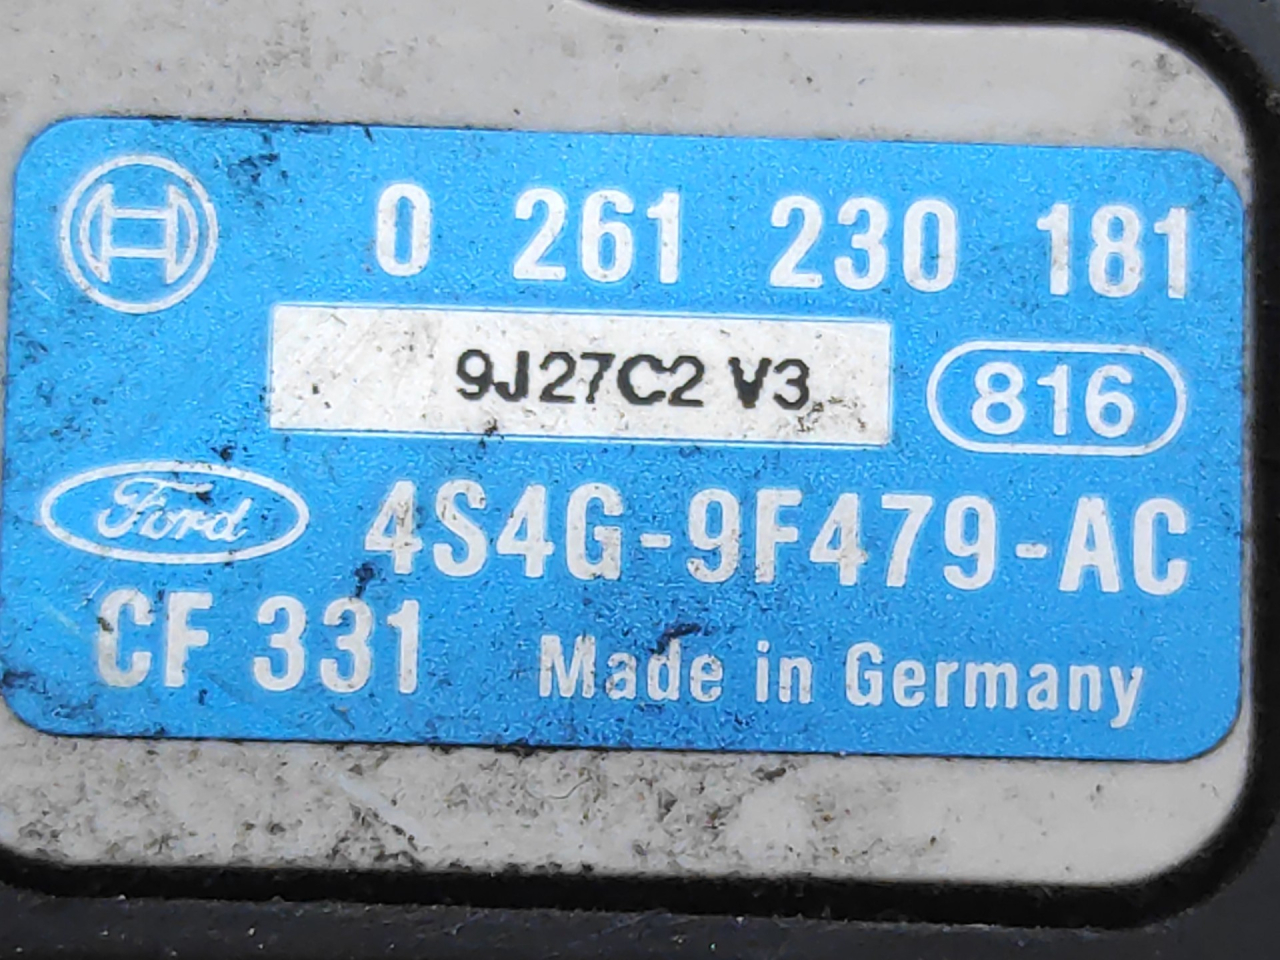 0 261 230 181
9J27C2 V3
816
Ford 4S4G-9F479-AC
CF 331 Made in Germany